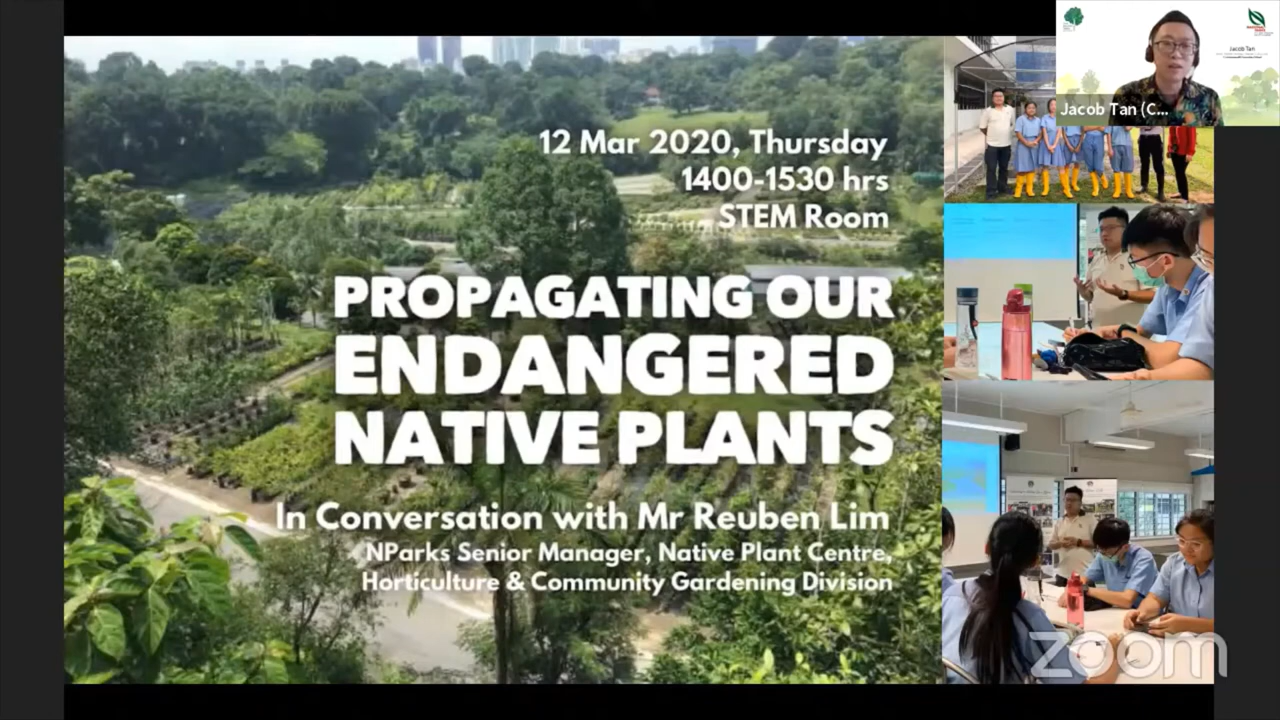 12 Mar 2020, Thursday
1400-1530 hrs
STEM Room
PROPAGATING OUR
ENDANGERED
NATIVE PLANTS
In Conversation with Mr Reuben Lim
NParks Senior Manager, Native Plant Centre,
Horticulture & Community Gardening Division
Jacob Tan
Jacob Tan (C...
zoom